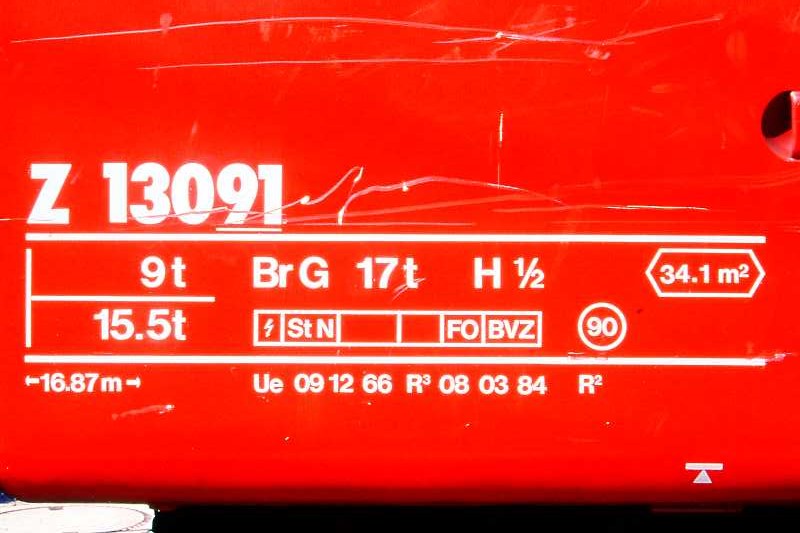 Z 13091
9t BrG 17t H ½ 34.1 m²
15.5t St N FO BVZ 90
←16.87m→ Ue 09 12 66 R³ 08 03 84 R²